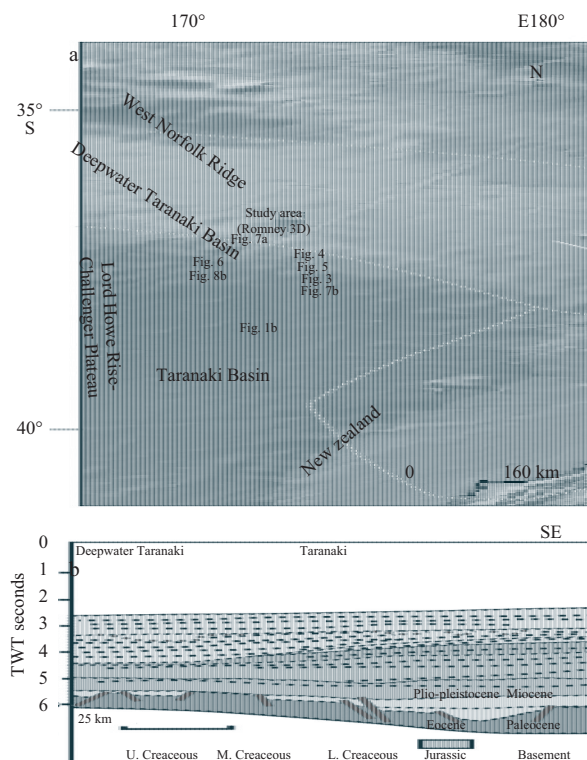 170° E180°
a
N
35°
S
West Norfolk Ridge
Deepwater Taranaki Basin
Study area
(Romney 3D)
Fig. 7a
Fig. 4
Fig. 6
Fig. 5
Fig. 8b
Fig. 3
Fig. 7b
Lord Howe Rise-
Challenger Plateau
Fig. 1b
Taranaki Basin
40°
New zealand
0 160 km
SE
0
Deepwater Taranaki Taranaki
1
b
TWT seconds
2
3
4
5
6
Plio-pleistocene Miocene
25 km
Eocene Paleocene
U. Creaceous M. Creaceous L. Creaceous Jurassic Basement